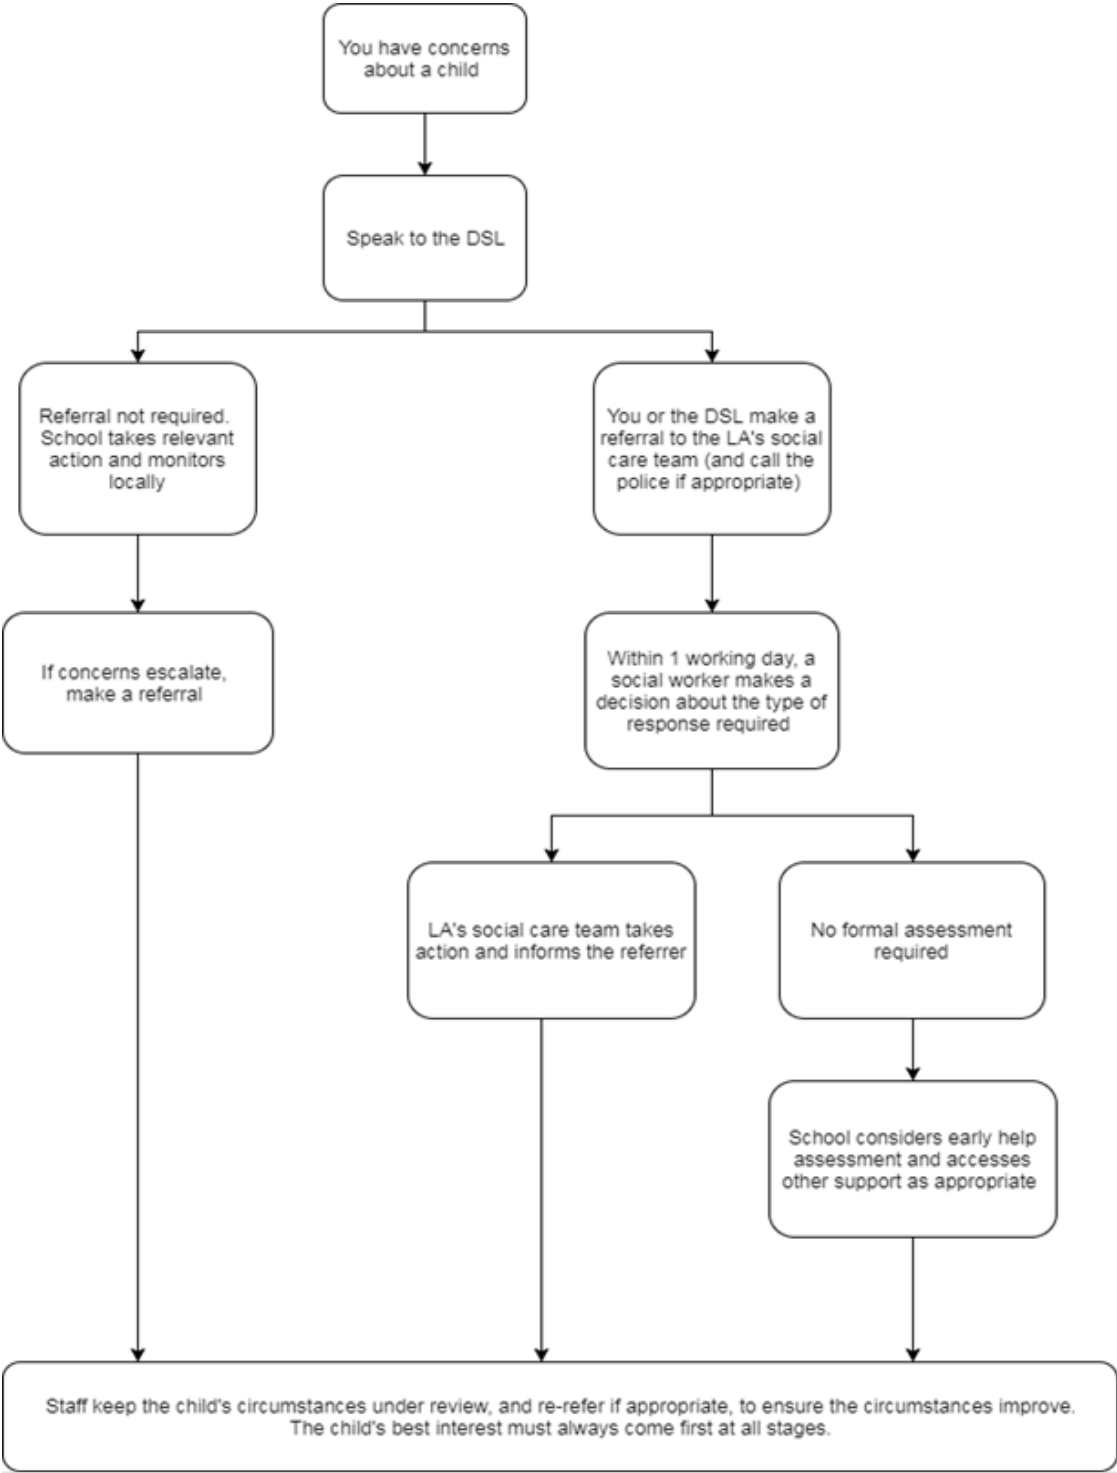 You have concerns
about a child
Speak to the DSL
Referral not required.
School takes relevant
action and monitors
locally
You or the DSL make a
referral to the LA's social
care team (and call the
police if appropriate)
If concerns escalate,
make a referral
Within 1 working day, a
social worker makes a
decision about the type of
response required
LA's social care team takes
action and informs the referrer
No formal assessment
required
School considers early help
assessment and accesses
other support as appropriate
Staff keep the child's circumstances under review, and re-refer if appropriate, to ensure the circumstances improve.
The child's best interest must always come first at all stages.